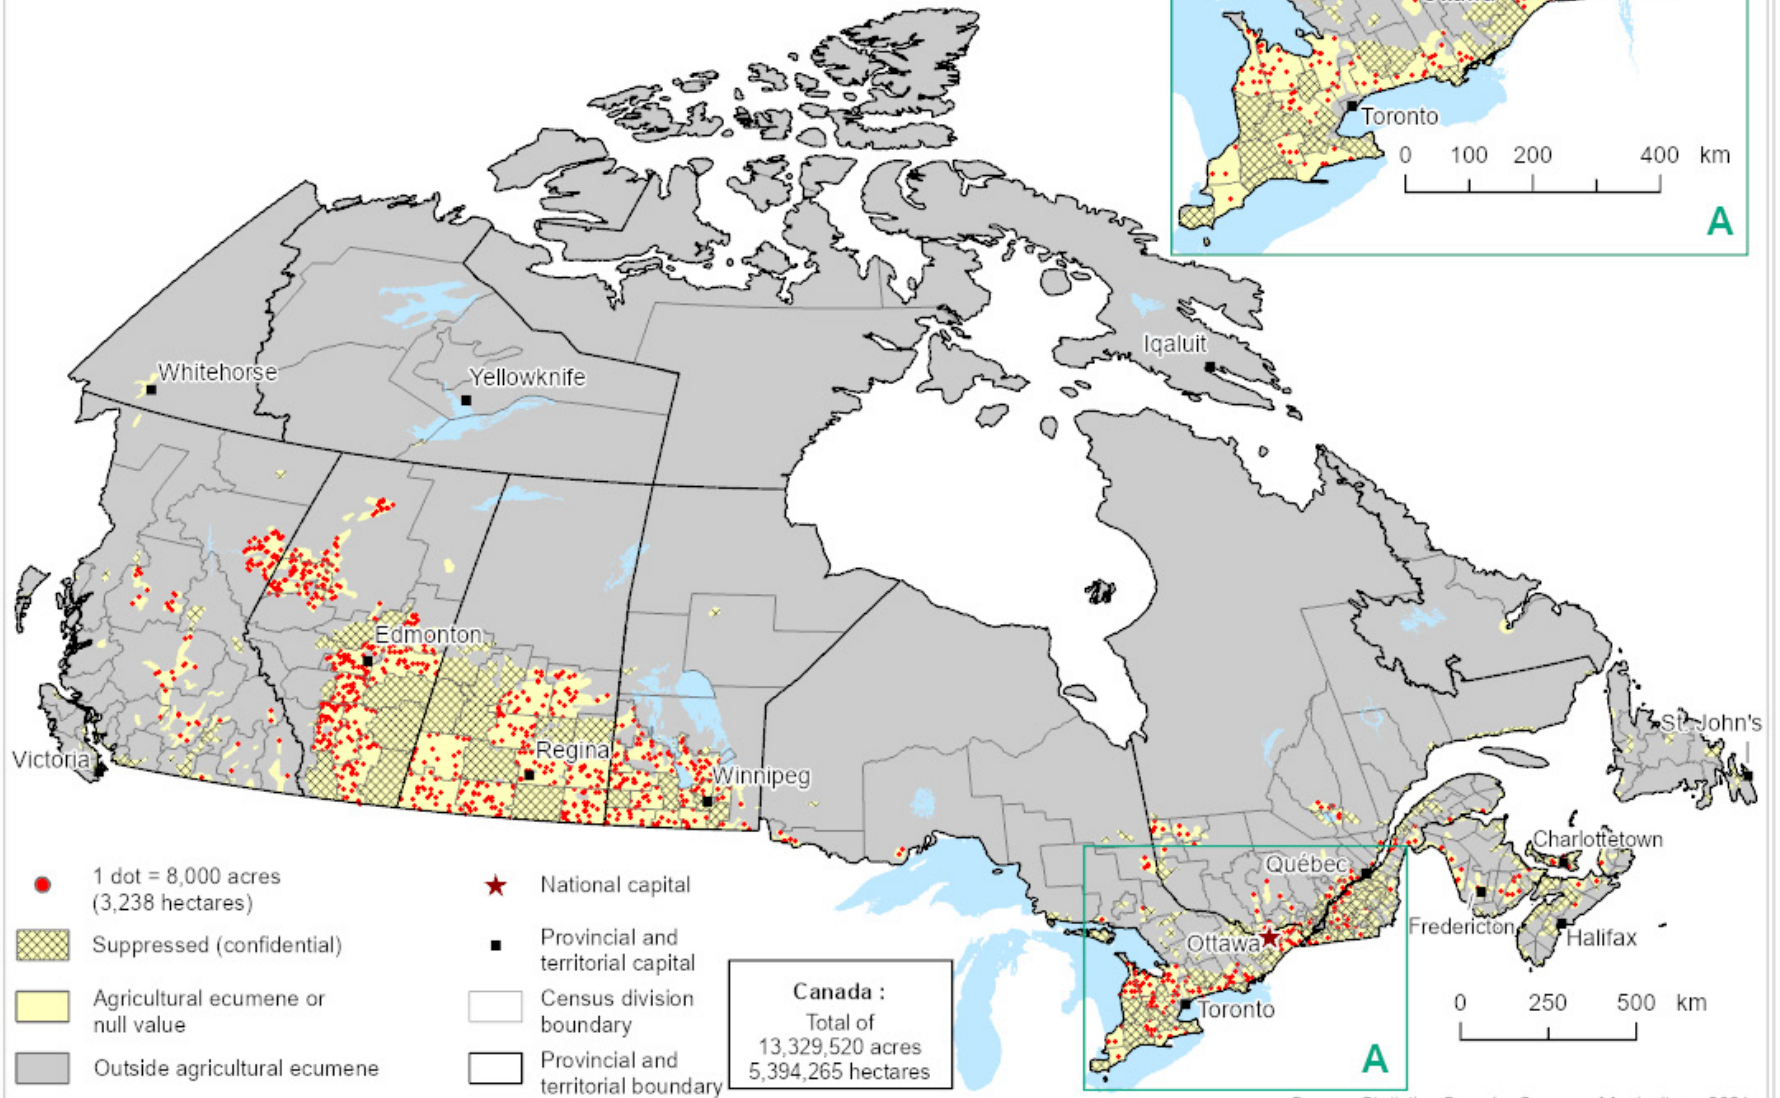 Toronto
0 100 200 400 km
A
Iqaluit
Whitehorse
Yellowknife
Edmonton
Regina
Winnipeg
Victoria
St. John's
Charlottetown
Québec
Fredericton
Halifax
Ottawa
Toronto
A
0 250 500 km
1 dot = 8,000 acres
(3,238 hectares)
Suppressed (confidential)
Agricultural ecumene or
null value
Outside agricultural ecumene
National capital
Provincial and
territorial capital
Census division
boundary
Provincial and
territorial boundary
Canada :
Total of
13,329,520 acres
5,394,265 hectares